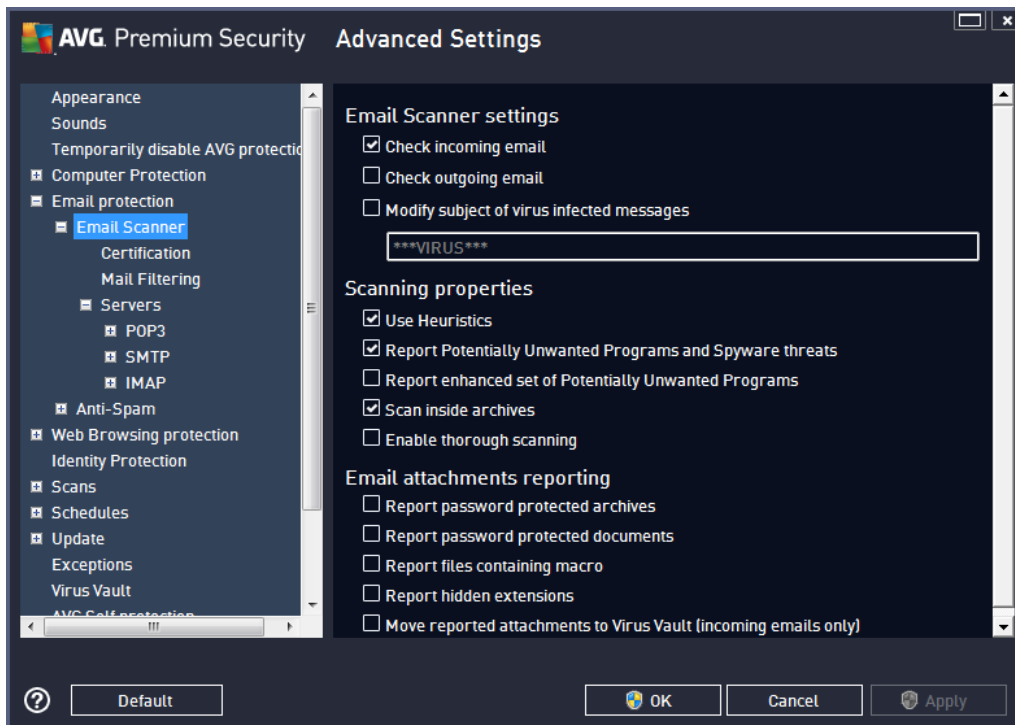 AVG. Premium Security
Advanced Settings
Appearance
Sounds
Temporarily disable AVG protectio
Computer Protection
Email protection
Email Scanner
Certification
Mail Filtering
Servers
POP3
SMTP
IMAP
Anti-Spam
Web Browsing protection
Identity Protection
Scans
Schedules
Update
Exceptions
Virus Vault
AVG Self protection
Email Scanner settings
Check incoming email
Check outgoing email
Modify subject of virus infected messages
***VIRUS***
Scanning properties
Use Heuristics
Report Potentially Unwanted Programs and Spyware threats
Report enhanced set of Potentially Unwanted Programs
Scan inside archives
Enable thorough scanning
Email attachments reporting
Report password protected archives
Report password protected documents
Report files containing macro
Report hidden extensions
Move reported attachments to Virus Vault (incoming emails only)
Default
OK
Cancel
Apply